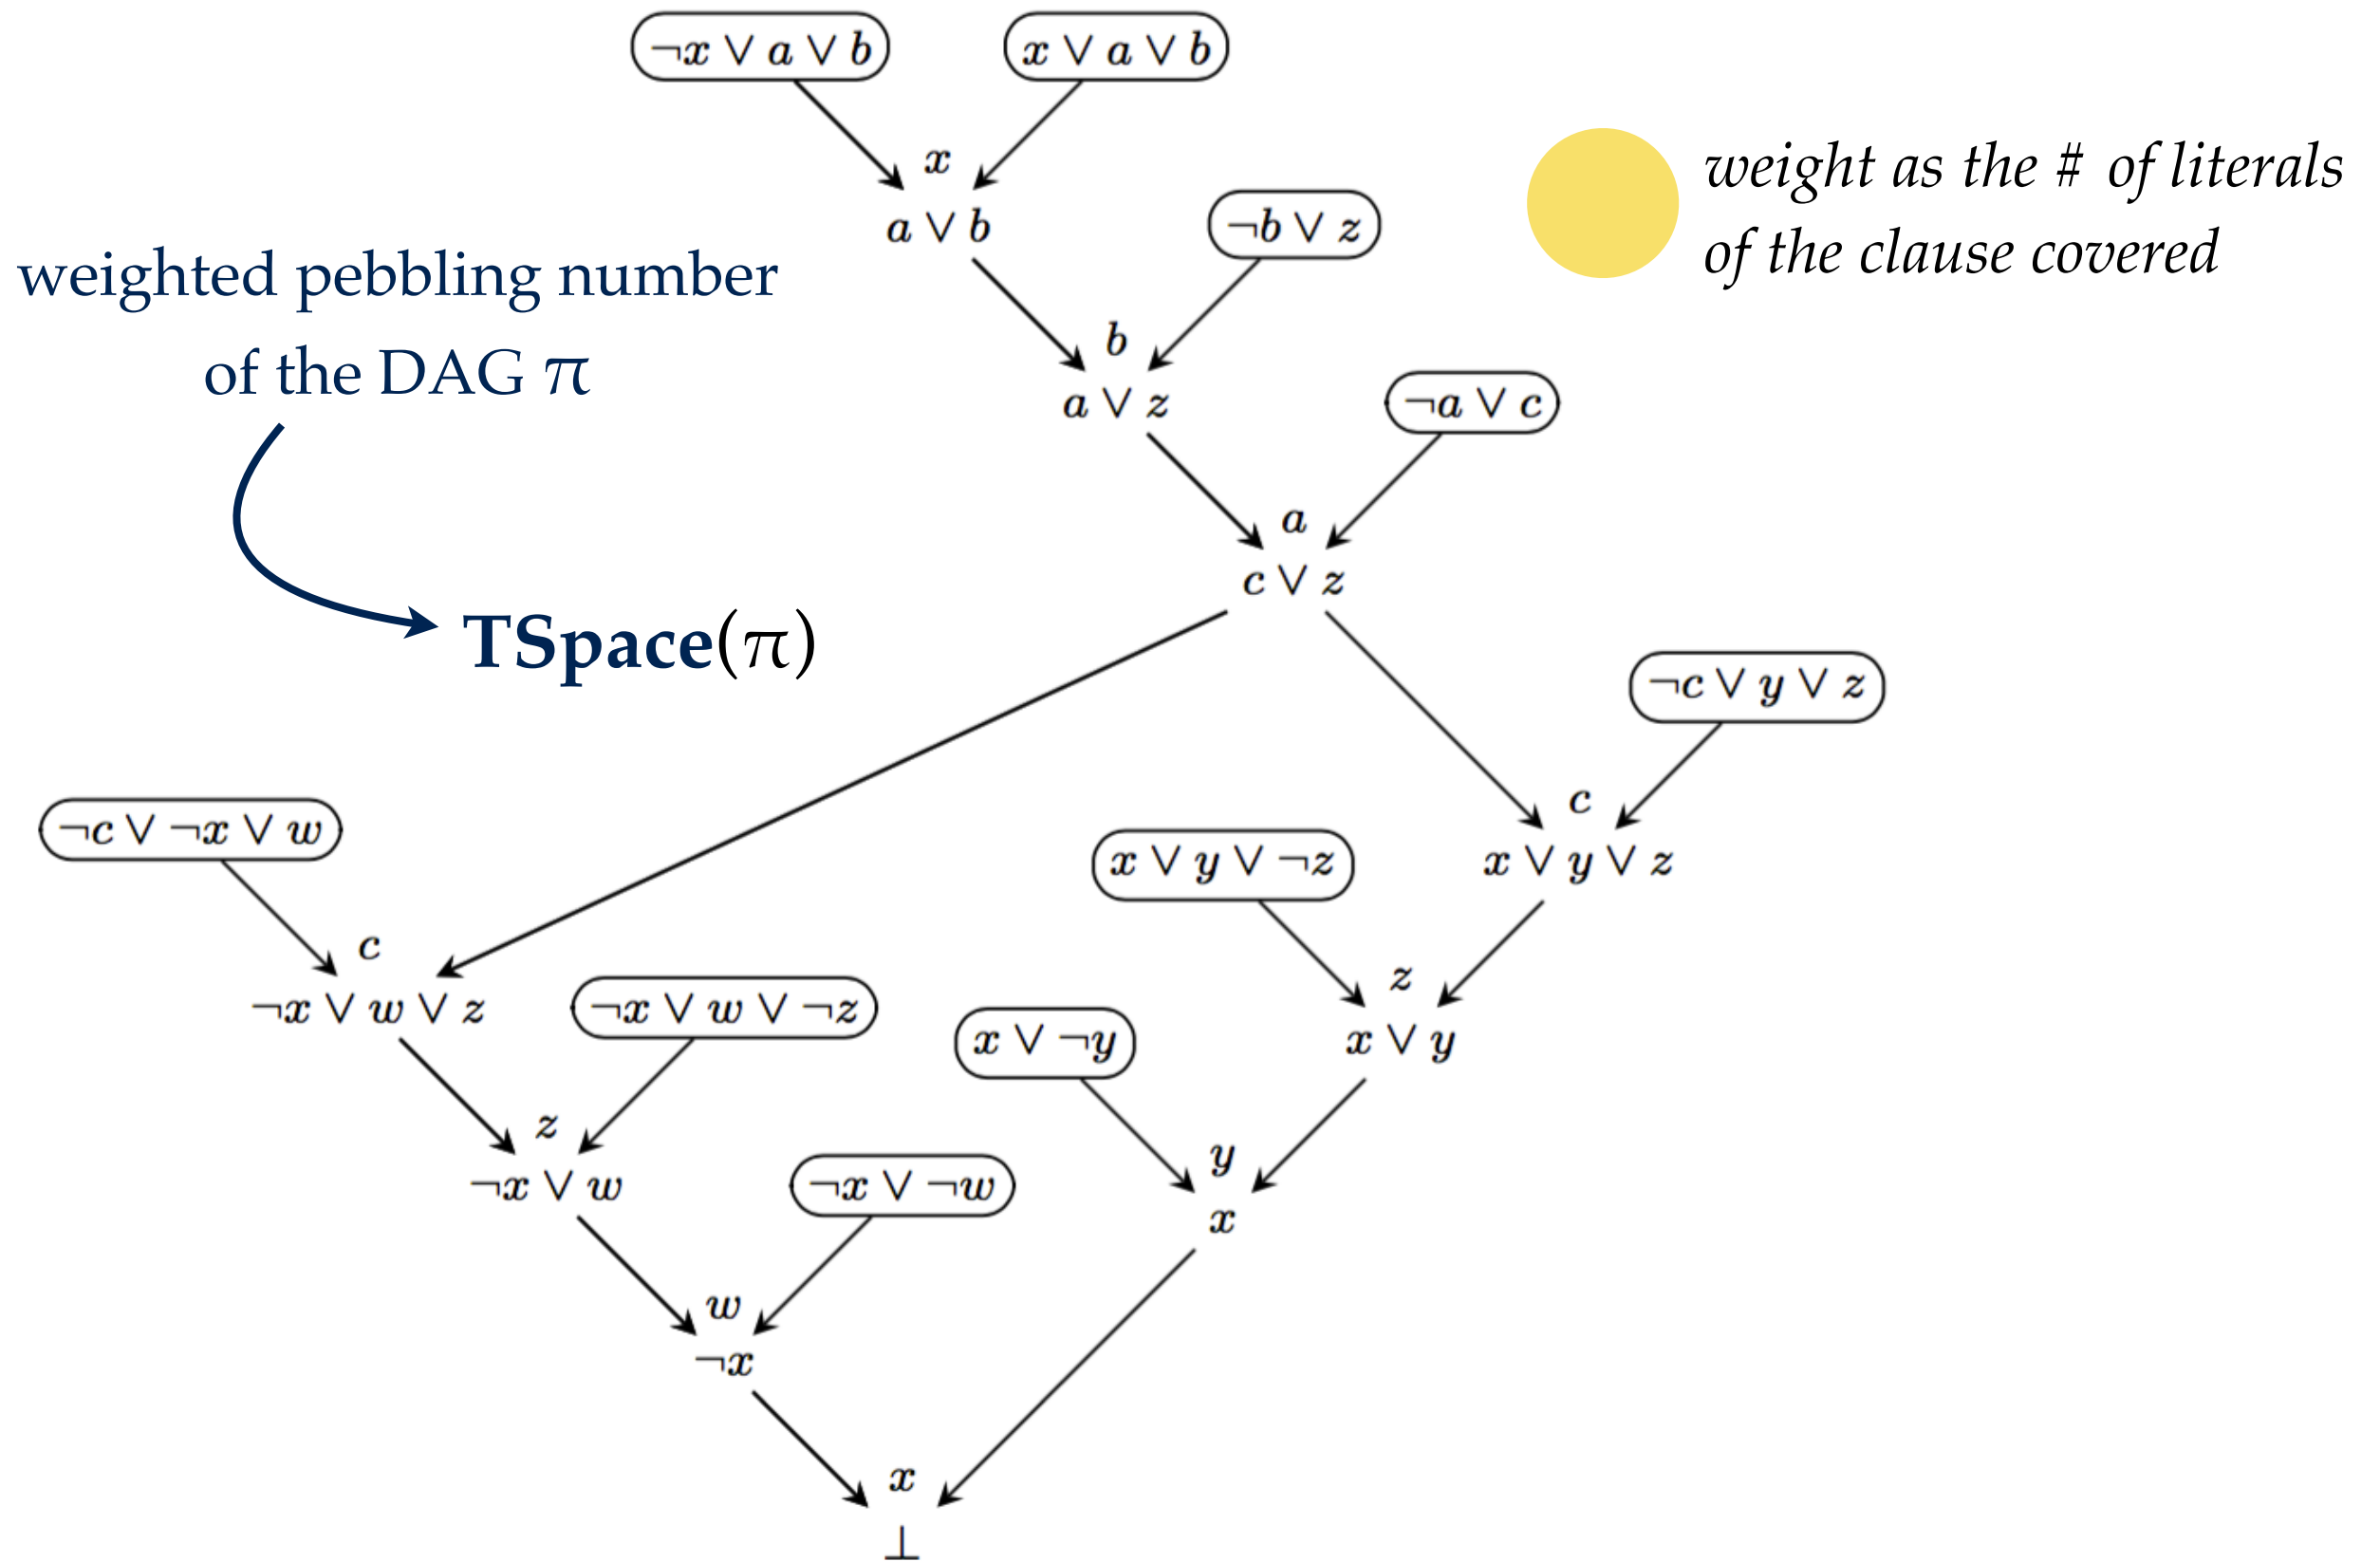 ¬x ∨ a ∨ b
x ∨ a ∨ b
x
a ∨ b
¬b ∨ z
weight as the # of literals
of the clause covered
weighted pebbling number
of the DAG π
b
a ∨ z
¬a ∨ c
a
c ∨ z
TSpace(π)
¬c ∨ y ∨ z
¬c ∨ ¬x ∨ w
c
x ∨ y ∨ ¬z
x ∨ y ∨ z
c
¬x ∨ w ∨ z
¬x ∨ w ∨ ¬z
z
x ∨ ¬y
x ∨ y
z
¬x ∨ w
¬x ∨ ¬w
y
x
w
¬x
x
⊥